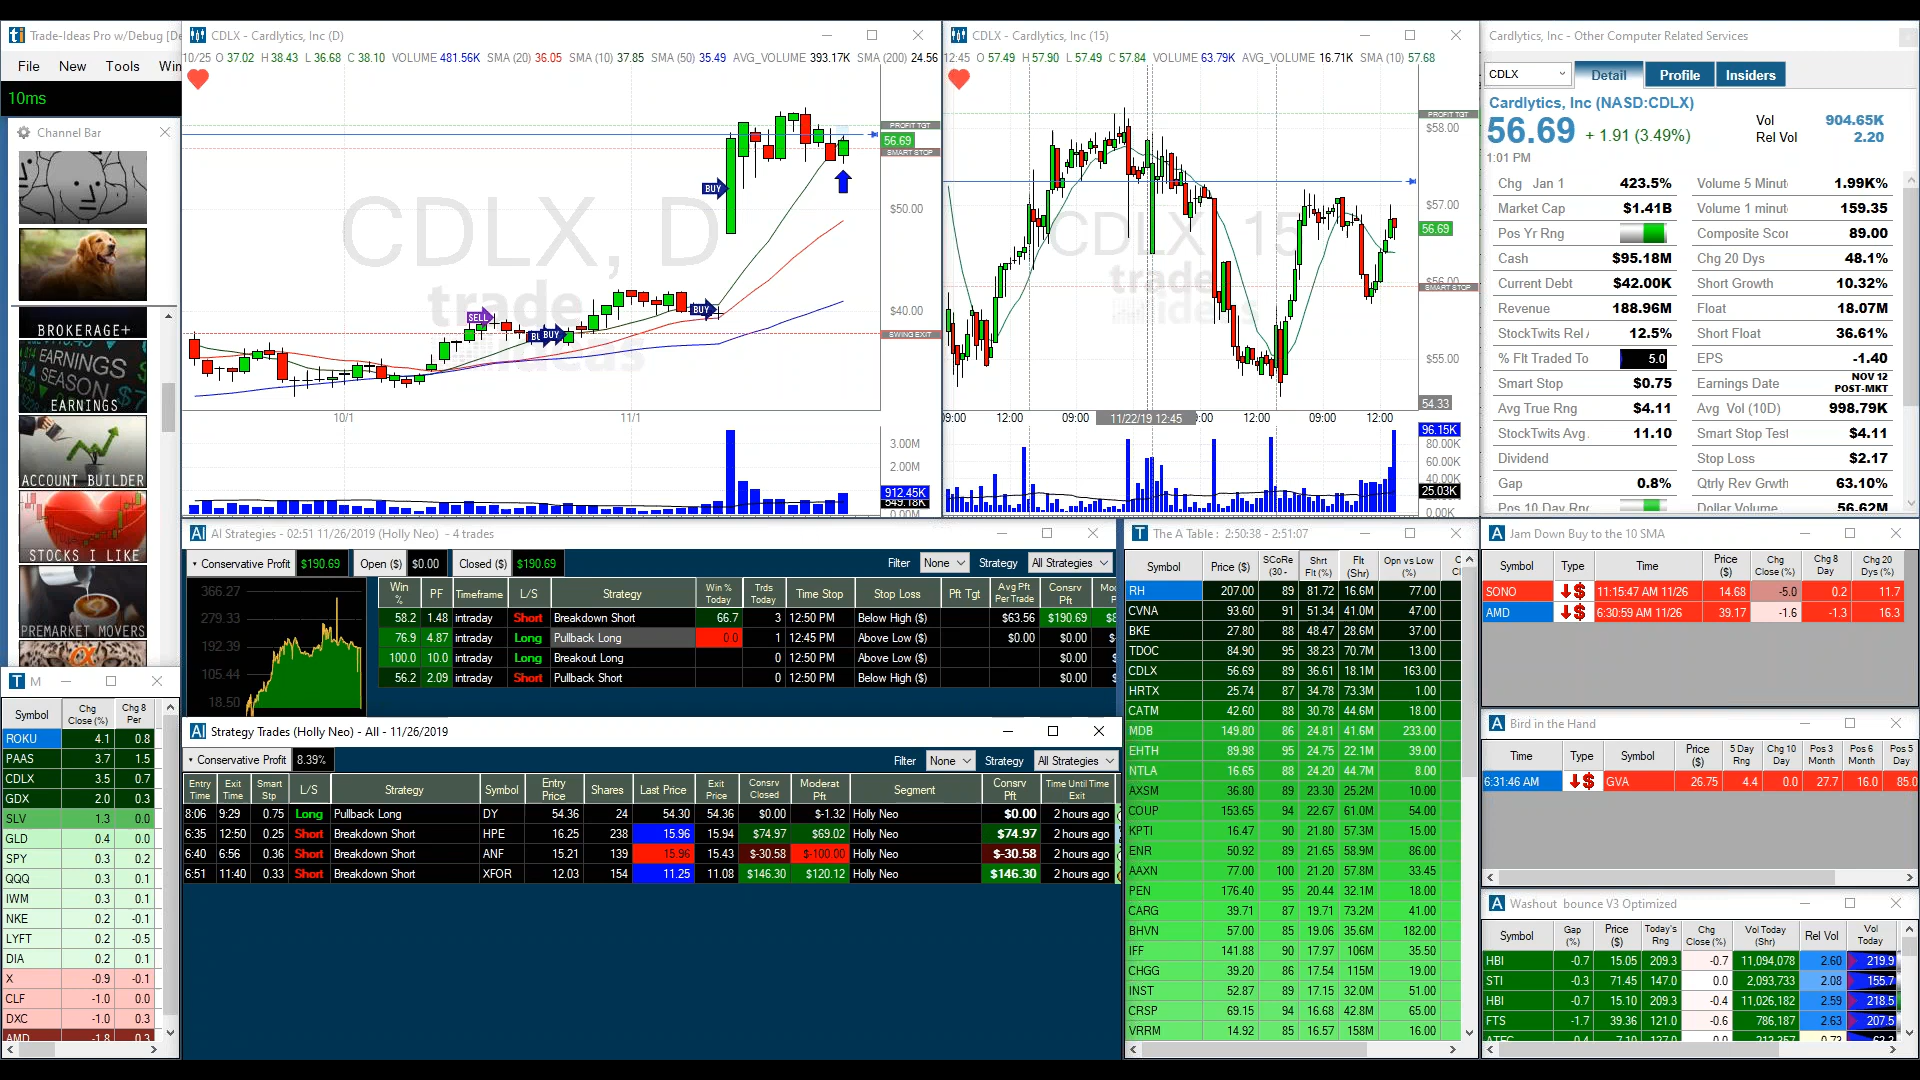 Trade-Ideas Pro w/Debug [De
File New Tools Win
10ms
Channel Bar
BROKERAGE+
EARNINGS SEASON
EARNINGS
ACCOUNT BUILDER
STOCKS I LIKE
PREMARKET MOVERS
CDLX - Cardlytics, Inc (D)
10/25 O 37.02 H 38.43 L 36.68 C 38.10 VOLUME 481.56K SMA (20) 36.05 SMA (10) 37.85 SMA (50) 35.49 AVG_VOLUME 393.17K SMA (200) 24.56
CDLX, D
trade ideas
SELL
BUY
BUY
BUY
PROFIT TGT
56.69
SMART STOP
$50.00
$40.00
SWING EXIT
10/1 11/1
3.00M
2.00M
912.45K
549.18K
0.00M
CDLX - Cardlytics, Inc (15)
12:45 O 57.49 H 57.90 L 57.49 C 57.84 VOLUME 63.79K AVG_VOLUME 16.71K SMA (10) 57.68
CDLX, 15
trade ideas
PROFIT TGT
$58.00
$57.00
56.69
$56.00
SMART STOP
$55.00
54.33
09:00 12:00 09:00 11/22/19 12:45 12:00 09:00 12:00
96.15K
80.00K
60.00K
40.00K
25.03K
0.00K
Cardlytics, Inc - Other Computer Related Services
CDLX Detail Profile Insiders
Cardlytics, Inc (NASD:CDLX)
56.69 + 1.91 (3.49%)
Vol 904.65K
Rel Vol 2.20
1:01 PM
Chg Jan 1 423.5% Volume 5 Minut 1.99K%
Market Cap $1.41B Volume 1 minut 159.35
Pos Yr Rng Composite Scor 89.00
Cash $95.18M Chg 20 Dys 48.1%
Current Debt $42.00K Short Growth 10.32%
Revenue 188.96M Float 18.07M
StockTwits Rel 12.5% Short Float 36.61%
% Flt Traded To 5.0 EPS -1.40
Smart Stop $0.75 Earnings Date NOV 12 POST-MKT
Avg True Rng $4.11 Avg Vol (10D) 998.79K
StockTwits Avg 11.10 Smart Stop Test $4.11
Dividend Stop Loss $2.17
Gap 0.8% Qtrly Rev Grwth 63.10%
Pos 10 Day Rng Dollar Volume 56.62M
M
Symbol Chg Close (%) Chg 8 Per
ROKU 4.1 0.8
PAAS 3.7 1.5
CDLX 3.5 0.7
GDX 2.0 0.3
SLV 1.3 0.0
GLD 0.4 0.0
SPY 0.3 0.2
QQQ 0.3 0.1
IWM 0.3 0.1
NKE 0.2 -0.1
LYFT 0.2 -0.5
DIA 0.2 0.1
X -0.9 -0.1
CLF -1.0 0.0
DXC -1.0 0.3
AMD -1.8 0.3
AI Strategies - 02:51 11/26/2019 (Holly Neo) - 4 trades
Conservative Profit $190.69 Open ($) $0.00 Closed ($) $190.69 Filter None Strategy All Strategies
366.27
279.33
192.39
105.44
18.50
Win % PF Timeframe L/S Strategy Win % Today Trds Today Time Stop Stop Loss Pft Tgt Avg Pft Per Trade Consrv Pft Moc
58.2 1.48 intraday Short Breakdown Short 66.7 3 12:50 PM Below High ($) $63.56 $190.69
76.9 4.87 intraday Long Pullback Long 0.0 1 12:45 PM Above Low ($) $0.00 $0.00
100.0 10.0 intraday Long Breakout Long 0 12:50 PM Above Low ($) $0.00
56.2 2.09 intraday Short Pullback Short 0 12:50 PM Below High ($) $0.00
Strategy Trades (Holly Neo) - All - 11/26/2019
Conservative Profit 8.39% Filter None Strategy All Strategies
Entry Time Exit Time Smart Stp L/S Strategy Symbol Entry Price Shares Last Price Exit Price Consrv Closed Moderat Pft Segment Consrv Pft Time Until Time Exit
8:06 9:29 0.75 Long Pullback Long DY 54.36 24 54.30 54.36 $0.00 $-1.32 Holly Neo $0.00 2 hours ago
6:35 12:50 0.25 Short Breakdown Short HPE 16.25 238 15.96 15.94 $74.97 $69.02 Holly Neo $74.97 2 hours ago
6:40 6:56 0.36 Short Breakdown Short ANF 15.21 139 15.96 15.43 $-30.58 $-100.00 Holly Neo $-30.58 2 hours ago
6:51 11:40 0.33 Short Breakdown Short XFOR 12.03 154 11.25 11.08 $146.30 $120.12 Holly Neo $146.30 2 hours ago
The A Table : 2:50:38 - 2:51:07
Symbol Price ($) SCoRe (30 - Shrt Flt (%) Flt (Shr) Opn vs Low (%)
RH 207.00 89 81.72 16.6M 77.00
CVNA 93.60 91 51.34 41.0M 47.00
BKE 27.80 88 48.47 28.6M 37.00
TDOC 84.90 95 38.23 70.7M 13.00
CDLX 56.69 89 36.61 18.1M 163.00
HRTX 25.74 87 34.78 73.3M 1.00
CATM 42.60 88 30.78 44.6M 18.00
MDB 149.80 86 24.81 41.6M 233.00
EHTH 89.98 95 24.75 22.1M 39.00
NTLA 16.65 88 24.20 44.7M 8.00
AXSM 36.80 89 23.30 25.2M 10.00
COUP 153.65 94 22.67 61.0M 54.00
KPTI 16.47 90 21.80 57.3M 15.00
ENR 50.92 89 21.65 58.9M 86.00
AAXN 77.00 100 21.20 57.8M 33.45
PEN 176.40 95 20.44 32.1M 18.00
CARG 39.71 87 19.71 73.2M 41.00
BHVN 57.00 85 19.06 35.6M 182.00
IFF 141.88 90 17.97 106M 35.50
CHGG 39.20 86 17.54 115M 19.00
INST 52.87 89 17.15 32.0M 51.00
CRSP 69.15 94 16.68 42.8M 65.00
VRRM 14.92 85 16.57 158M 16.00
Jam Down Buy to the 10 SMA
Symbol Type Time Price ($) Chg Close (%) Chg 8 Day Chg 20 Dys (%)
SONO 11:15:47 AM 11/26 14.68 -5.0 0.2 11.7
AMD 6:30:59 AM 11/26 39.17 -1.6 -1.3 16.3
Bird in the Hand
Time Type Symbol Price ($) 5 Day Rng Chg 10 Day Pos 3 Month Pos 6 Month Pos 5 Day
6:31:46 AM GVA 26.75 4.4 0.0 27.7 16.0 85.0
Washout bounce V3 Optimized
Symbol Gap (%) Price ($) Today's Rng Chg Close (%) Vol Today (Shr) Rel Vol Vol Today
HBI -0.7 15.05 209.3 -0.7 11,094,078 2.60 219.9
STI -0.3 71.45 147.0 0.0 2,093,733 2.08 155.7
HBI -0.7 15.10 209.3 -0.4 11,026,182 2.59 218.5
FTS -1.7 39.36 121.0 -0.6 786,187 2.63 207.5